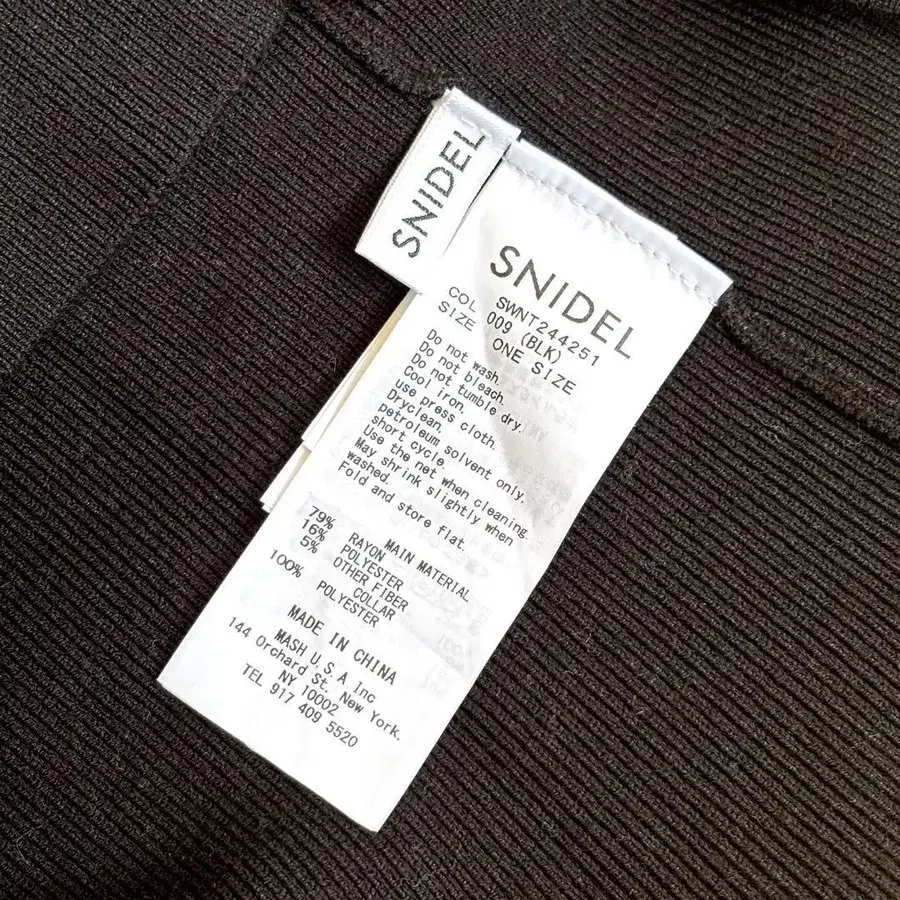 SNIDEL
SNIDEL
SWNT244251
COL 009 (BLK)
SIZE ONE SIZE
Do not wash.
Do not bleach.
Do not tumble dry.
Cool iron,
use press cloth.
Dryclean.
petroleum solvent only,
short cycle.
Use the net when cleaning.
May shrink slightly when
washed.
Fold and store flat.
MAIN MATERIAL
79% RAYON
16% POLYESTER
5% OTHER FIBER
COLLAR
100% POLYESTER
MADE IN CHINA
MASH U.S.A Inc
144 Orchard St. New York.
NY 10002
TEL 917 409 5520